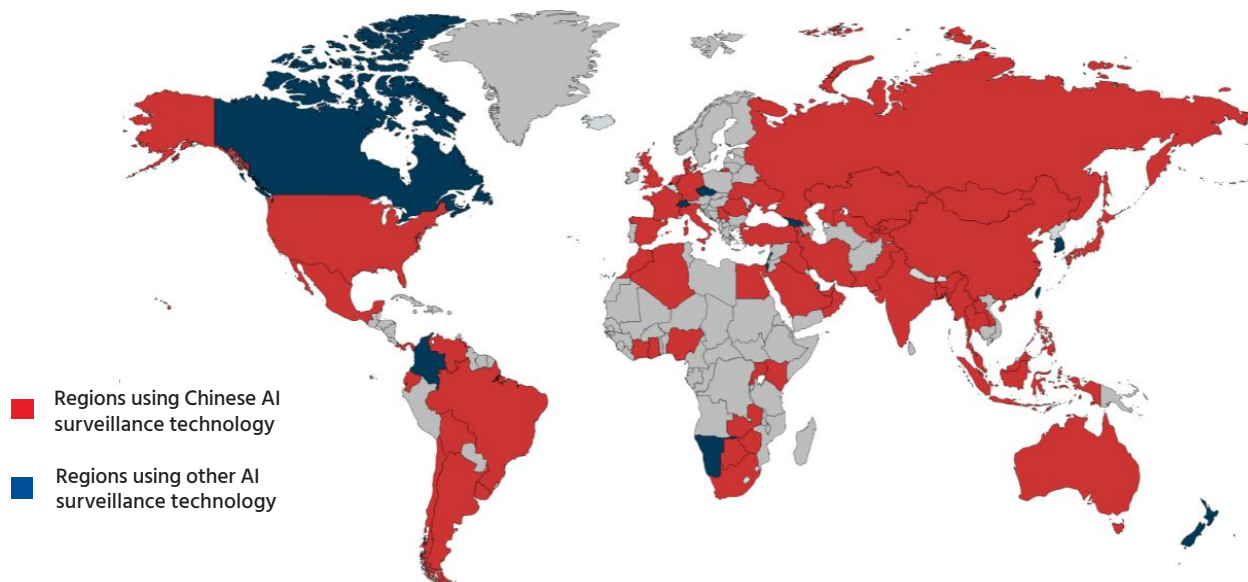 Regions using Chinese AI
surveillance technology
Regions using other AI
surveillance technology